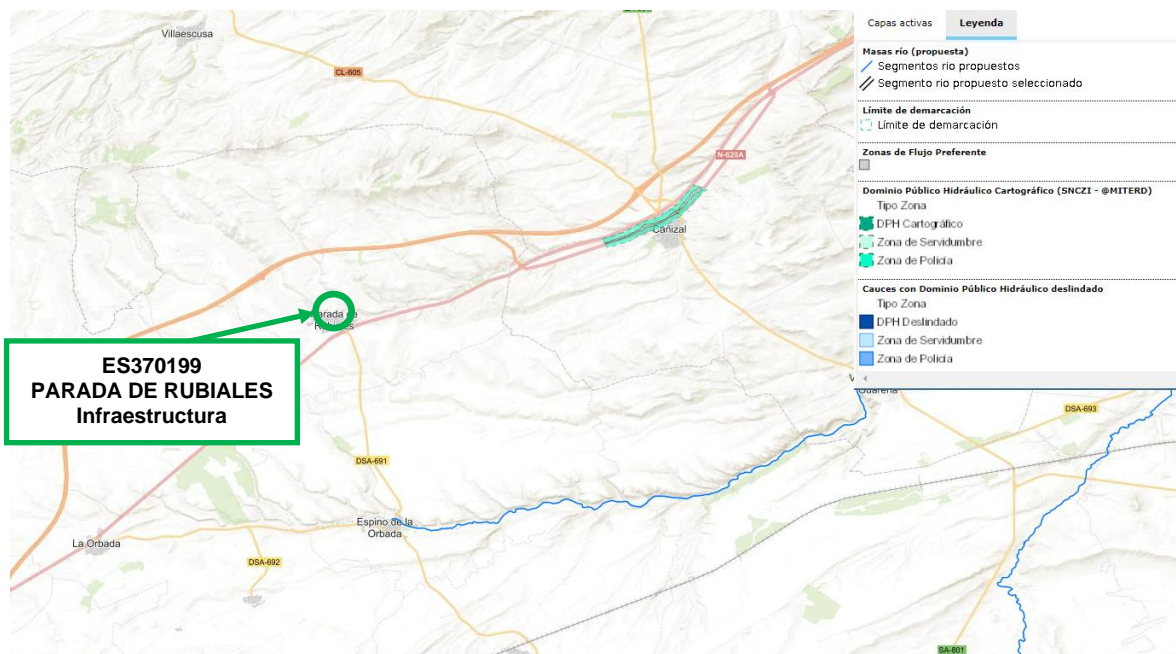 Villaescusa
CL-605
N-620A
Cañizal
Parada de
Rubiales
ES370199
PARADA DE RUBIALES
Infraestructura
DSA-691
Espino de la
Orbada
La Orbada
DSA-692
Guareña
DSA-693
SA-801
Capas activas
Leyenda
Masas río (propuesta)
Segmentos rio propuestos
Segmento rio propuesto seleccionado
Límite de demarcación
Límite de demarcación
Zonas de Flujo Preferente
Dominio Público Hidráulico Cartográfico (SNCZI - @MITERD)
Tipo Zona
DPH Cartográfico
Zona de Servidumbre
Zona de Policía
Cauces con Dominio Público Hidráulico deslindado
Tipo Zona
DPH Deslindado
Zona de Servidumbre
Zona de Policía